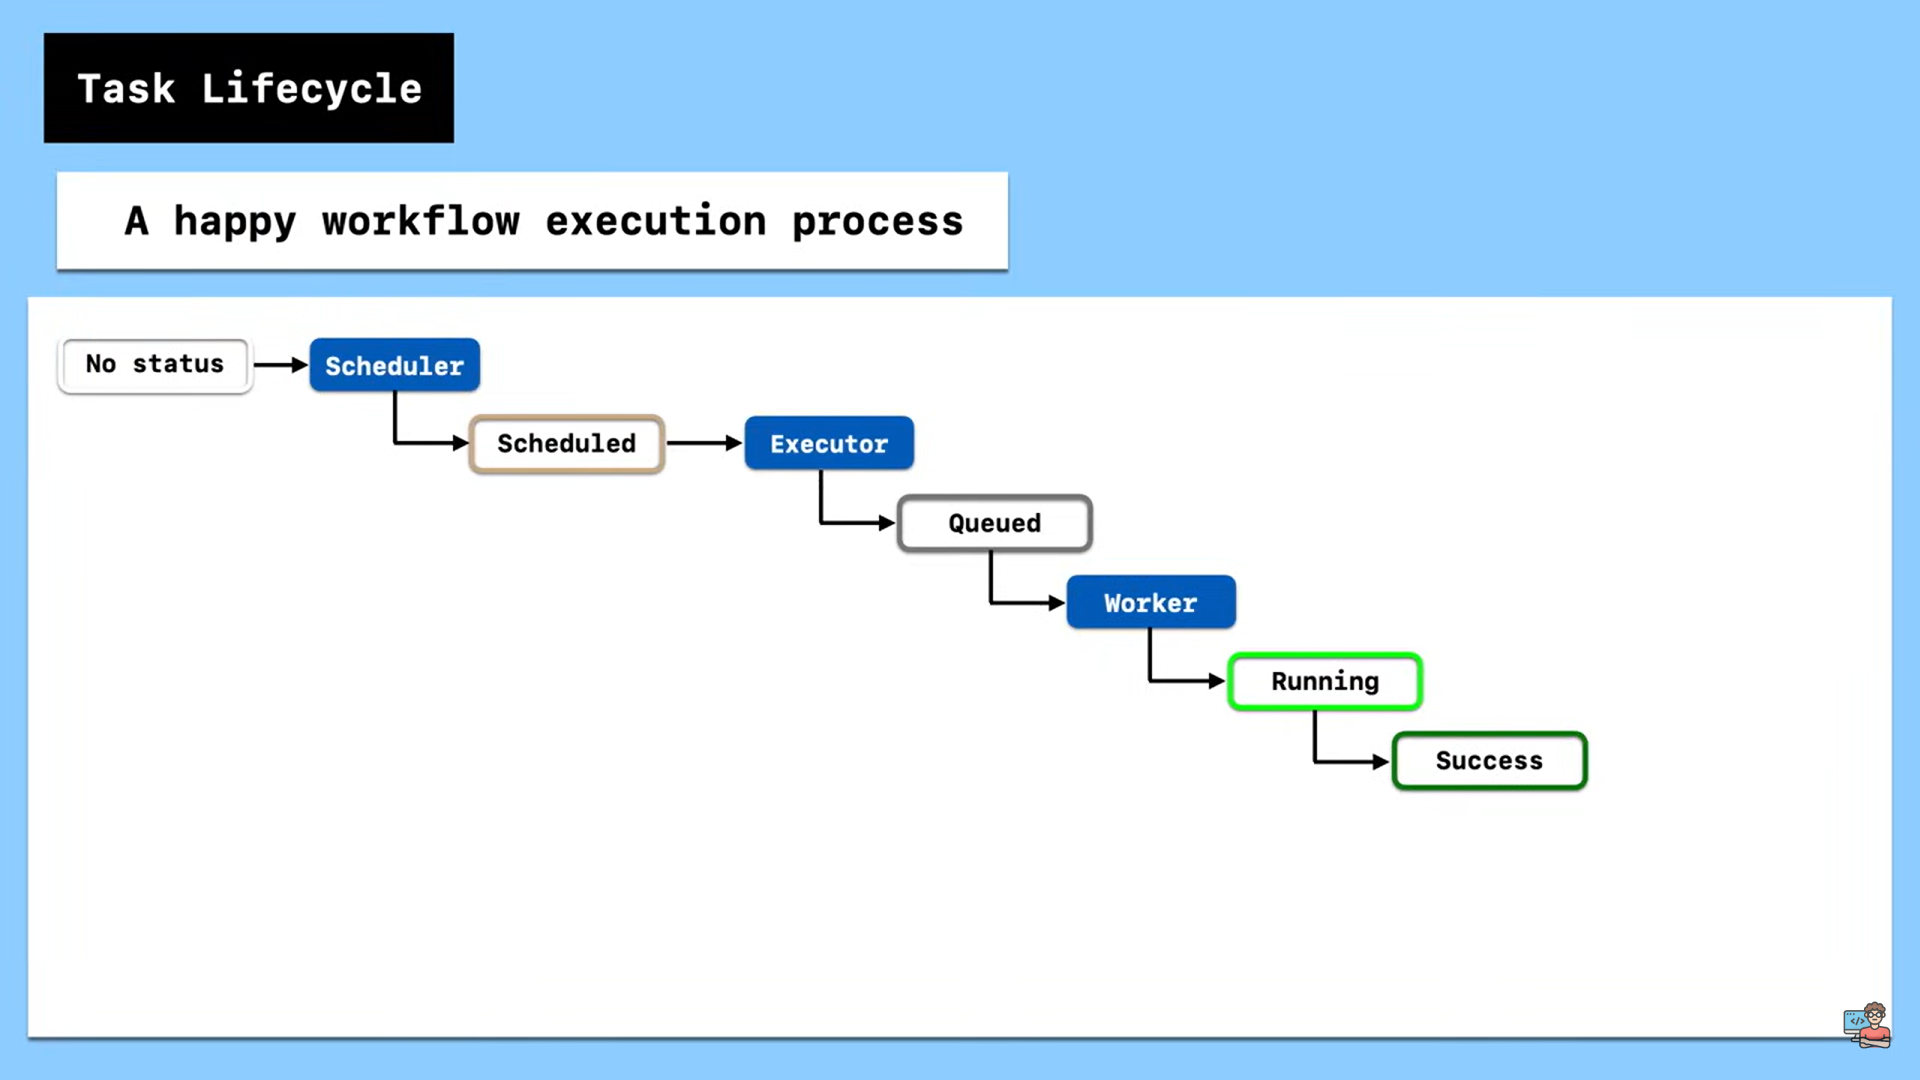 Task Lifecycle
A happy workflow execution process
No status
Scheduler
Scheduled
Executor
Queued
Worker
Running
Success
</>